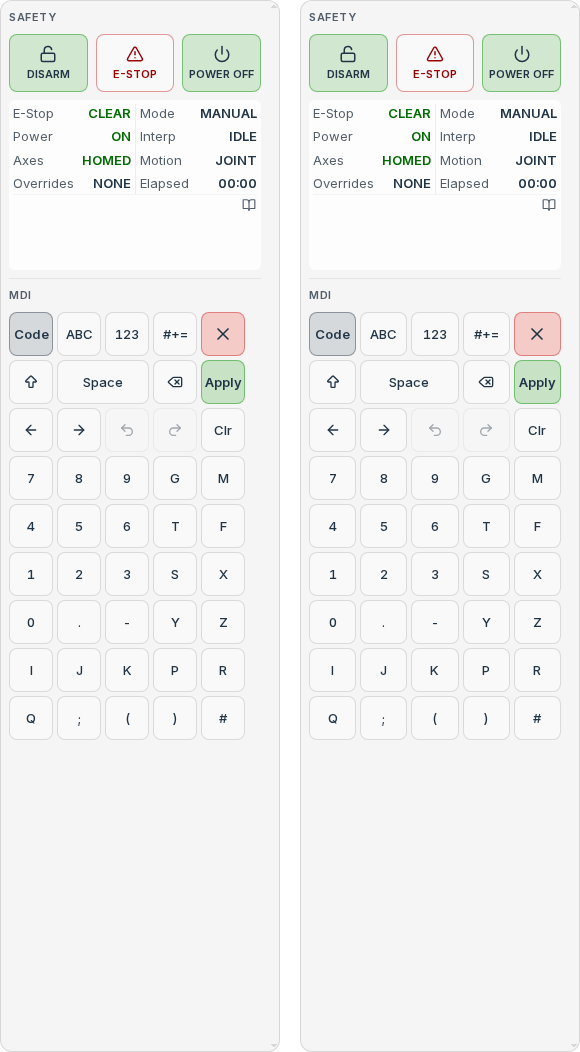 SAFETY
DISARM E-STOP POWER OFF
E-Stop CLEAR Mode MANUAL
Power ON Interp IDLE
Axes HOMED Motion JOINT
Overrides NONE Elapsed 00:00
MDI
Code ABC 123 #+=
Space Apply
Clr
7 8 9 G M
4 5 6 T F
1 2 3 S X
0 . - Y Z
I J K P R
Q ; ( ) #
SAFETY
DISARM E-STOP POWER OFF
E-Stop CLEAR Mode MANUAL
Power ON Interp IDLE
Axes HOMED Motion JOINT
Overrides NONE Elapsed 00:00
MDI
Code ABC 123 #+=
Space Apply
Clr
7 8 9 G M
4 5 6 T F
1 2 3 S X
0 . - Y Z
I J K P R
Q ; ( ) #